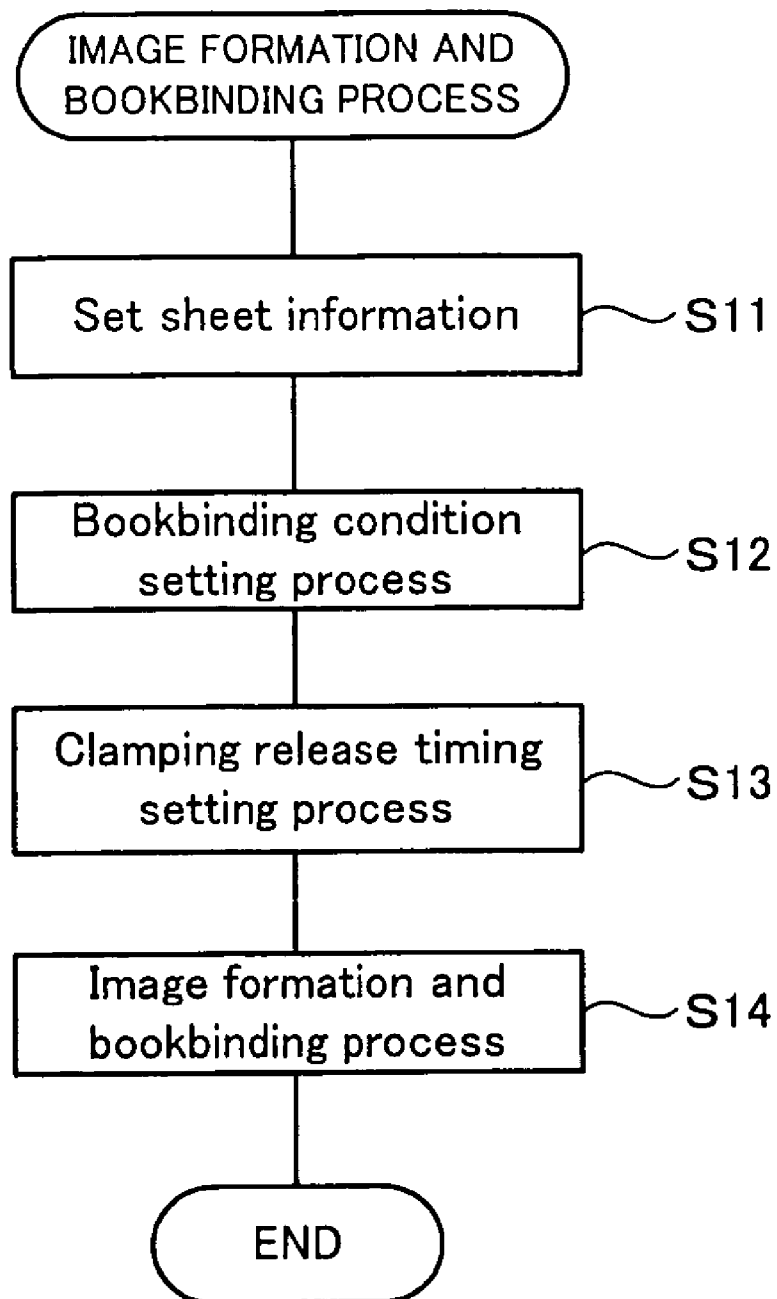 IMAGE FORMATION AND
BOOKBINDING PROCESS
Set sheet information
S11
Bookbinding condition
setting process
S12
Clamping release timing
setting process
S13
Image formation and
bookbinding process
S14
END